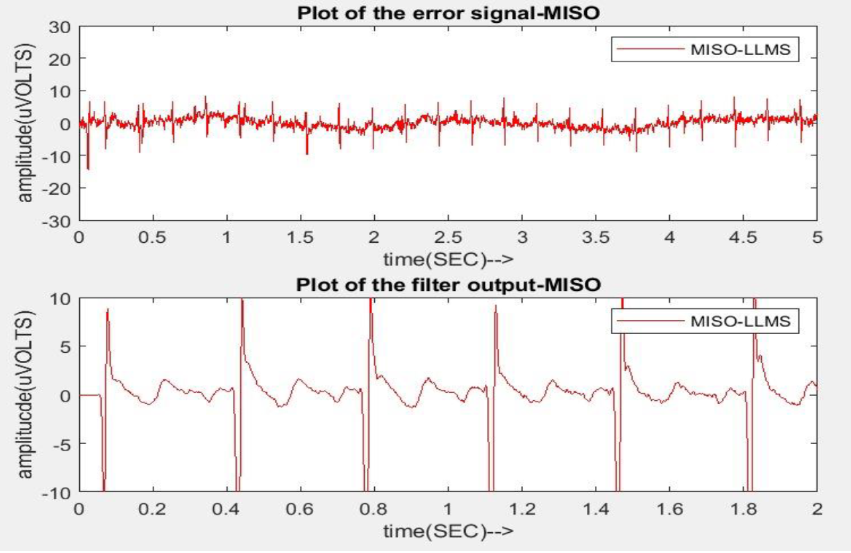 Plot of the error signal-MISO
30
20
10
0
-10
-20
-30
amplitude(uVOLTS)
MISO-LLMS
0 0.5 1 1.5 2 2.5 3 3.5 4 4.5 5
time(SEC)-->
Plot of the filter output-MISO
10
5
0
-5
-10
amplitucde(uVOLTS)
MISO-LLMS
0 0.2 0.4 0.6 0.8 1 1.2 1.4 1.6 1.8 2
time(SEC)-->